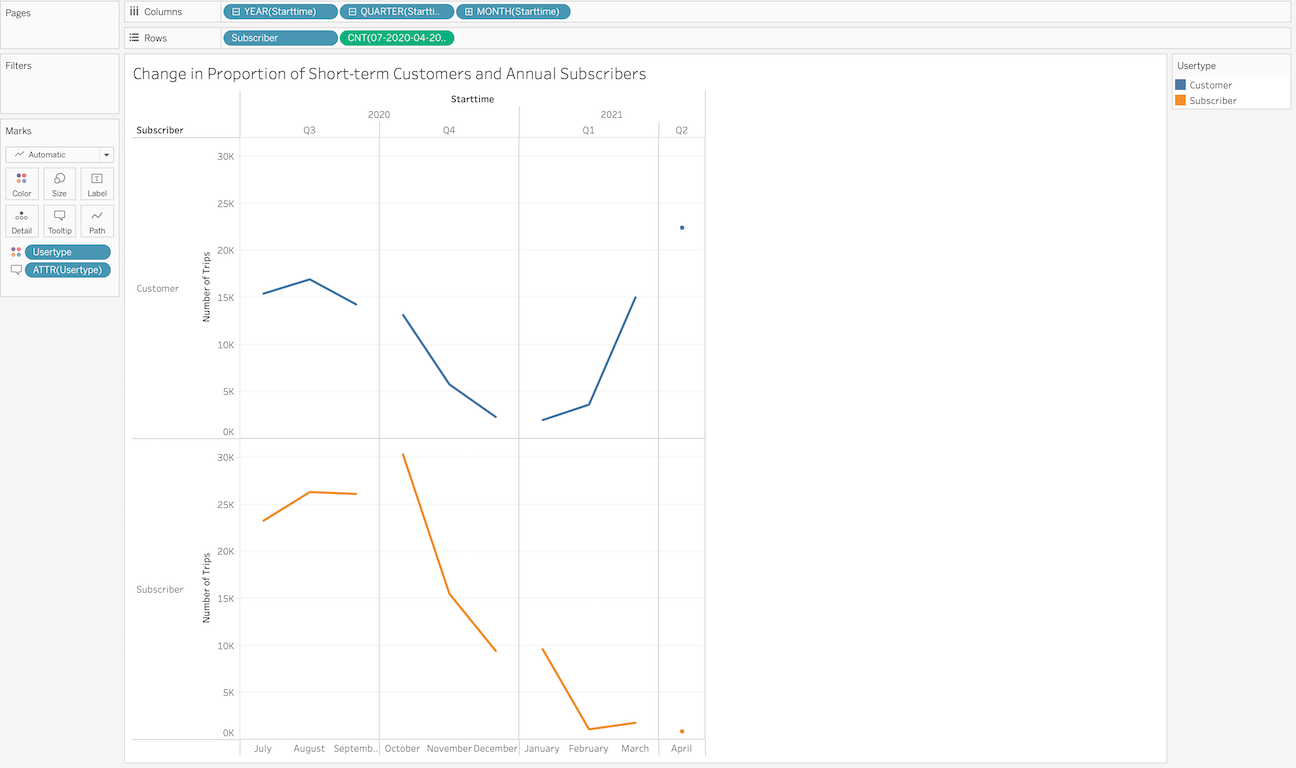 Pages
Columns
YEAR(Starttime)
QUARTER(Startti..
MONTH(Starttime)
Rows
Subscriber
CNT(07-2020-04-20..
Filters
Marks
Automatic
Color
Size
Label
Detail
Tooltip
Path
Usertype
ATTR(Usertype)
Change in Proportion of Short-term Customers and Annual Subscribers
Starttime
2020
2021
Subscriber
Q3
Q4
Q1
Q2
Customer
Number of Trips
30K
25K
20K
15K
10K
5K
0K
Subscriber
Number of Trips
30K
25K
20K
15K
10K
5K
0K
July
August
Septemb..
October
November
December
January
February
March
April
Usertype
Customer
Subscriber